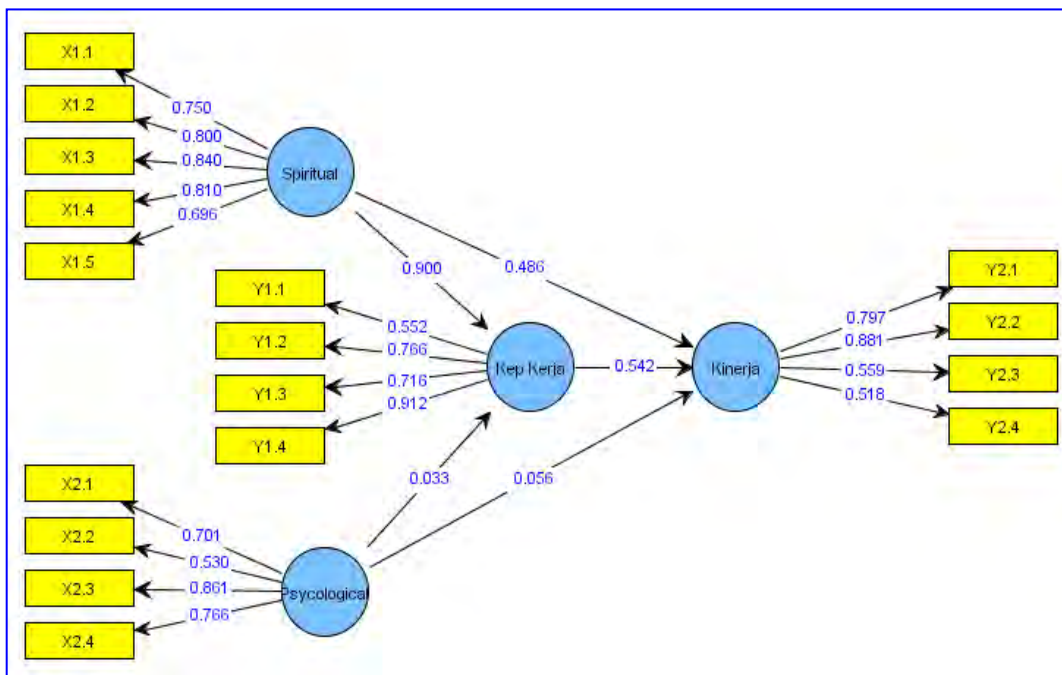 X1.1
X1.2
X1.3
X1.4
X1.5
0.750
0.800
0.840
0.810
0.696
Spiritual
0.900
0.486
Y1.1
Y1.2
Y1.3
Y1.4
0.552
0.766
0.716
0.912
Kep Kerja
0.542
Kinerja
0.797
0.881
0.559
0.518
Y2.1
Y2.2
Y2.3
Y2.4
0.033
0.056
X2.1
X2.2
X2.3
X2.4
0.701
0.530
0.861
0.766
Psycological